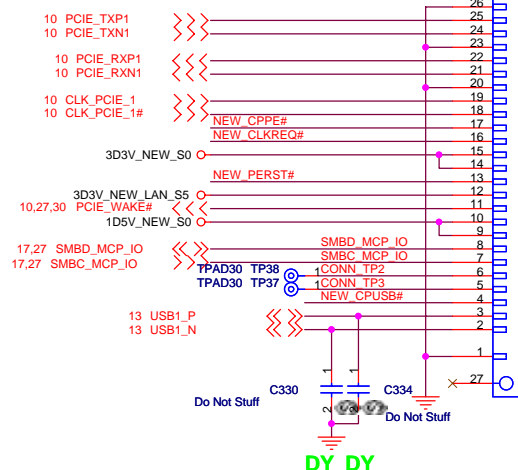 26
10 PCIE_TXP1 25
10 PCIE_TXN1 24
23
10 PCIE_RXP1 22
10 PCIE_RXN1 21
20
10 CLK_PCIE_1 19
10 CLK_PCIE_1# 18
NEW_CPPE# 17
NEW_CLKREQ# 16
3D3V_NEW_S0 15
14
NEW_PERST# 13
3D3V_NEW_LAN_S5 12
10,27,30 PCIE_WAKE# 11
1D5V_NEW_S0 10
9
17,27 SMBD_MCP_IO SMBD_MCP_IO 8
17,27 SMBC_MCP_IO SMBC_MCP_IO 7
TPAD30 TP38 1 CONN_TP2 6
TPAD30 TP37 1 CONN_TP3 5
NEW_CPUSB# 4
13 USB1_P 3
13 USB1_N 2
1
27
1 1
C330 C334
Do Not Stuff 2 2 Do Not Stuff
DY DY